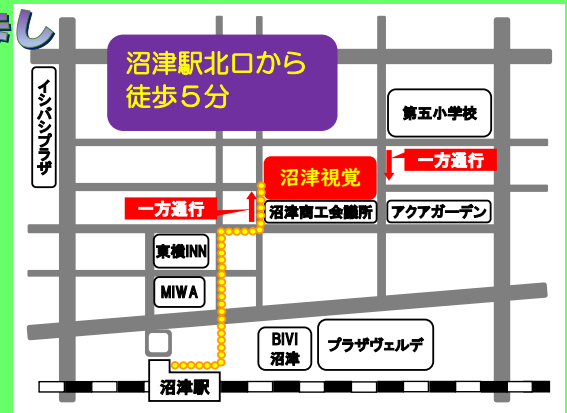 まし
沼津駅北口から
徒歩５分
イシバシプラザ
第五小学校
一方通行
沼津視覚
一方通行
沼津商工会議所
アクアガーデン
東横INN
MIWA
BIVI
沼津
プラザヴェルデ
沼津駅